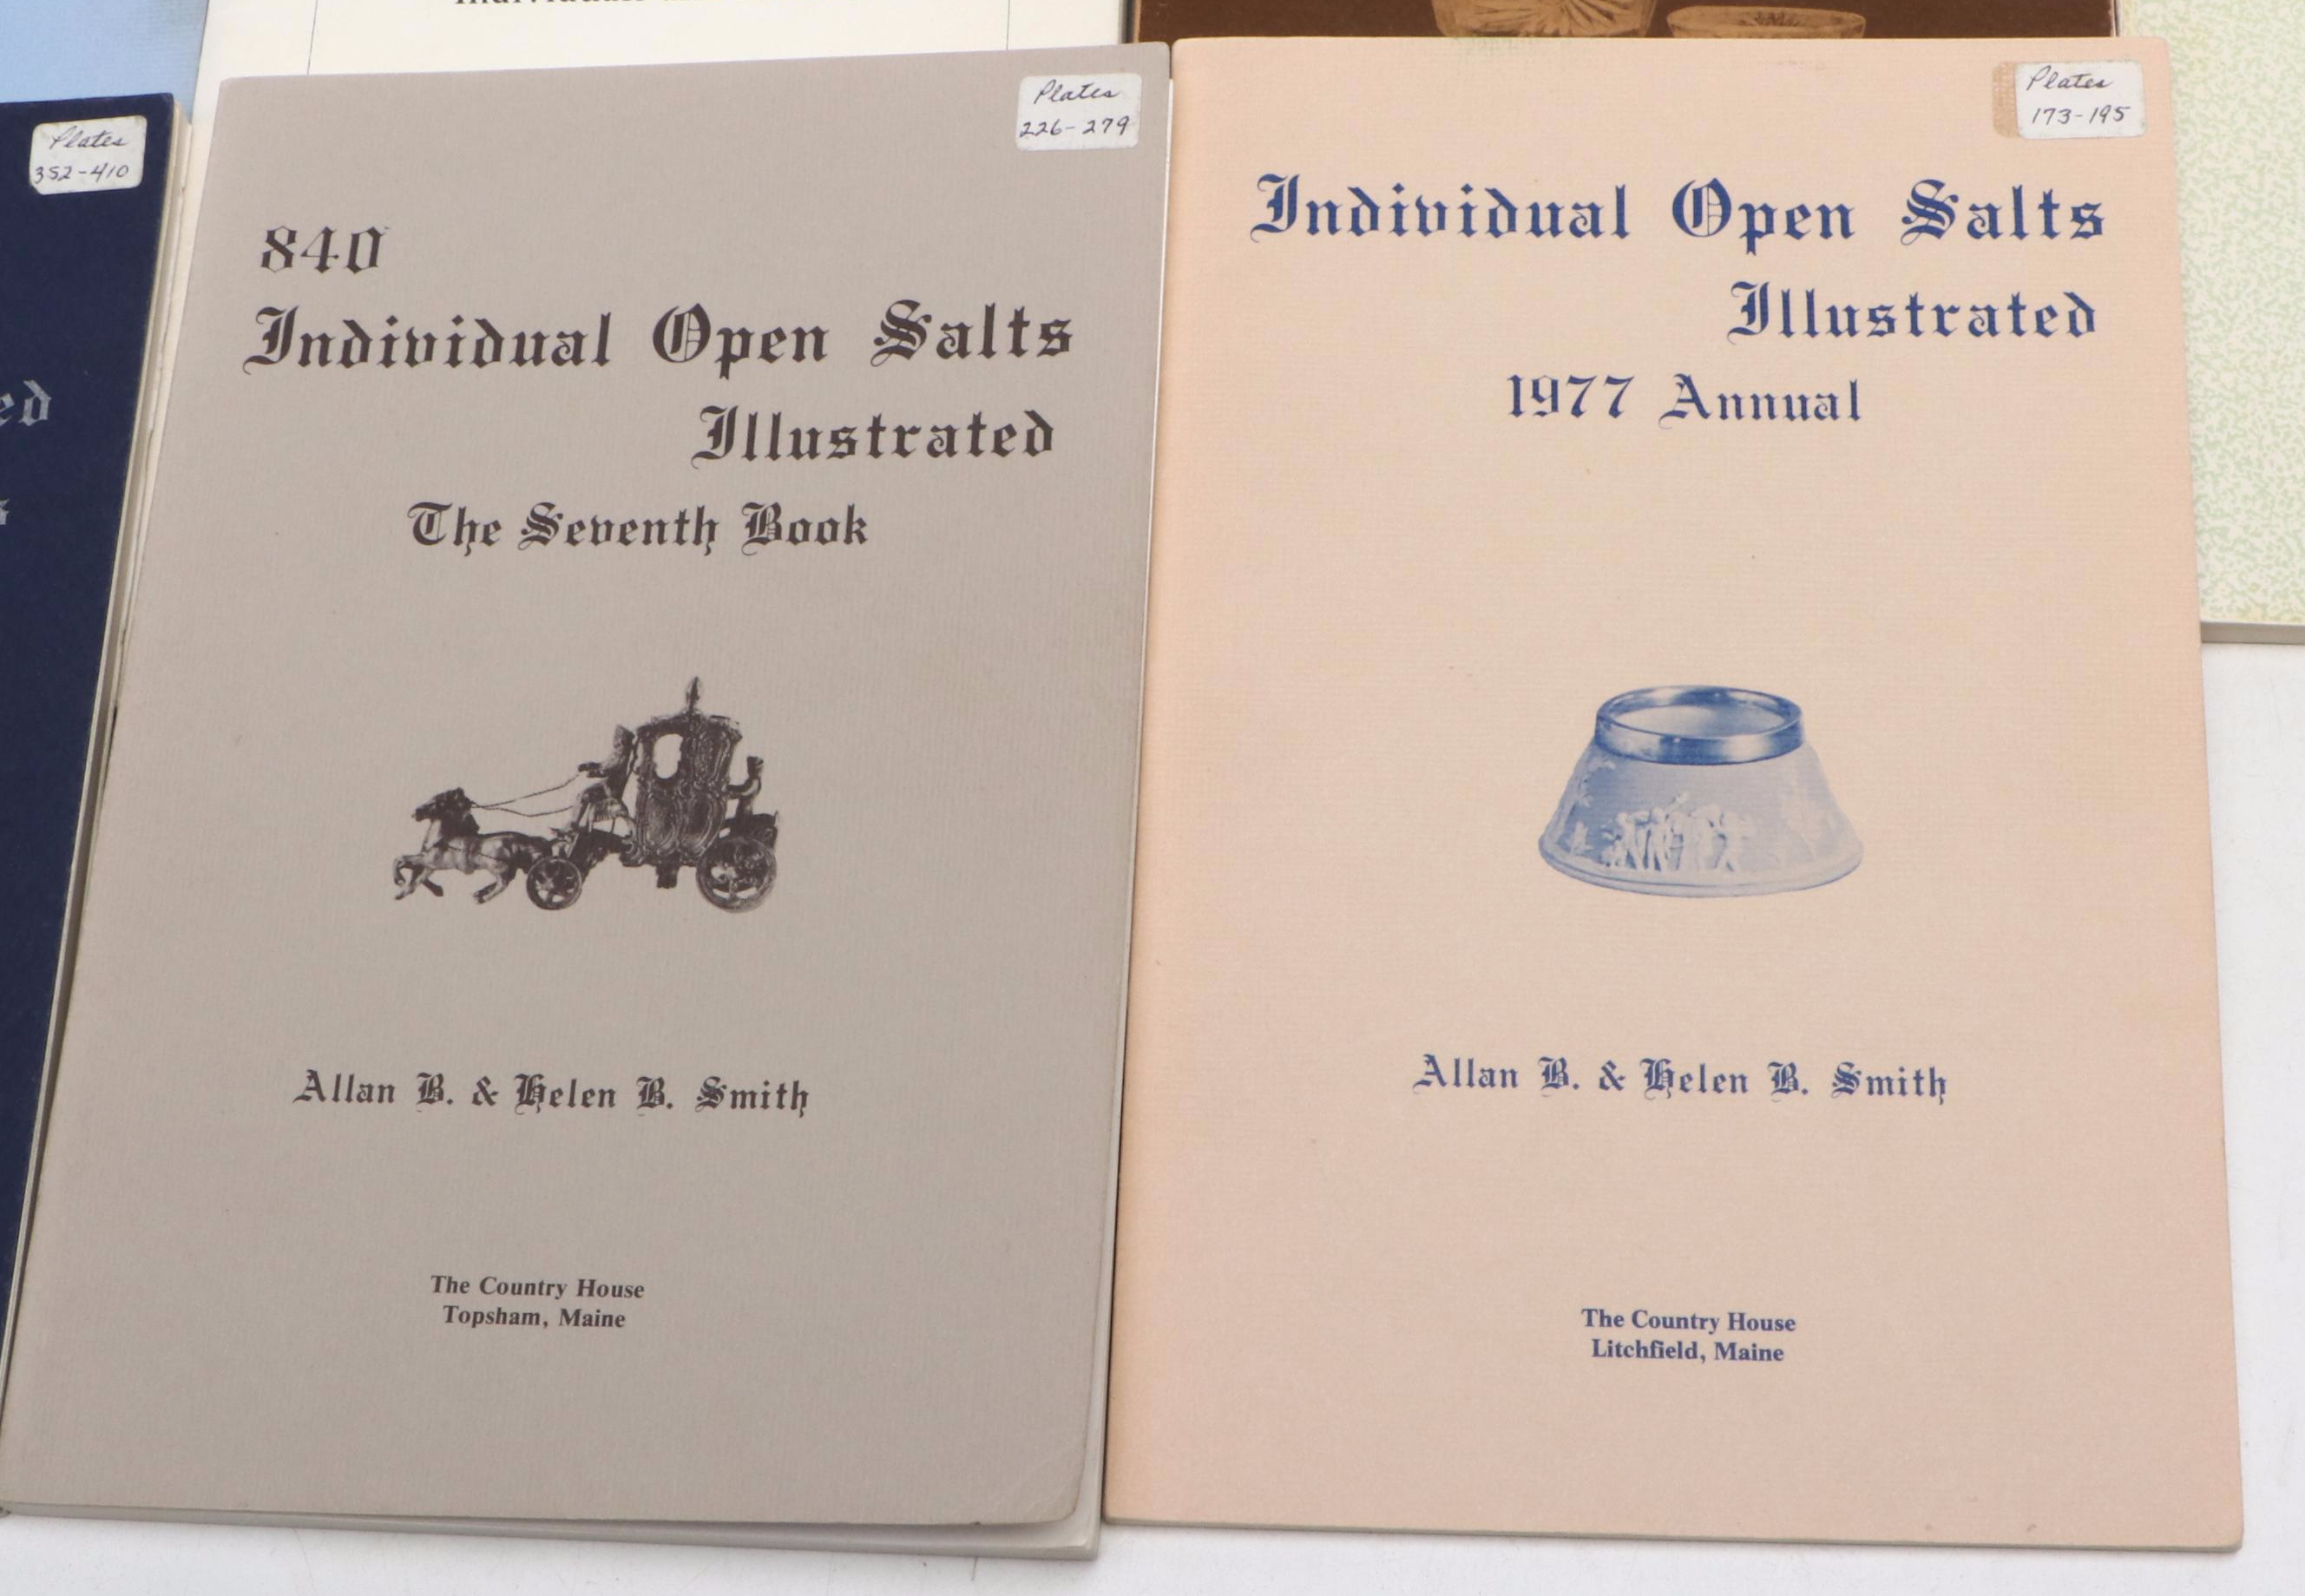 Plates
352-410
Plates
226-279
840
Individual Open Salts
Illustrated
The Seventh Book
Allan B. & Helen B. Smith
The Country House
Topsham, Maine
Plates
173-195
Individual Open Salts
Illustrated
1977 Annual
Allan B. & Helen B. Smith
The Country House
Litchfield, Maine